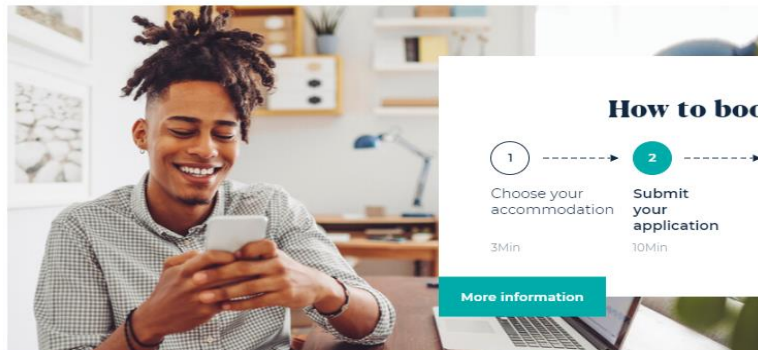 How to boo
1
2
Choose your
accommodation
Submit
your
application
3Min
10Min
More information